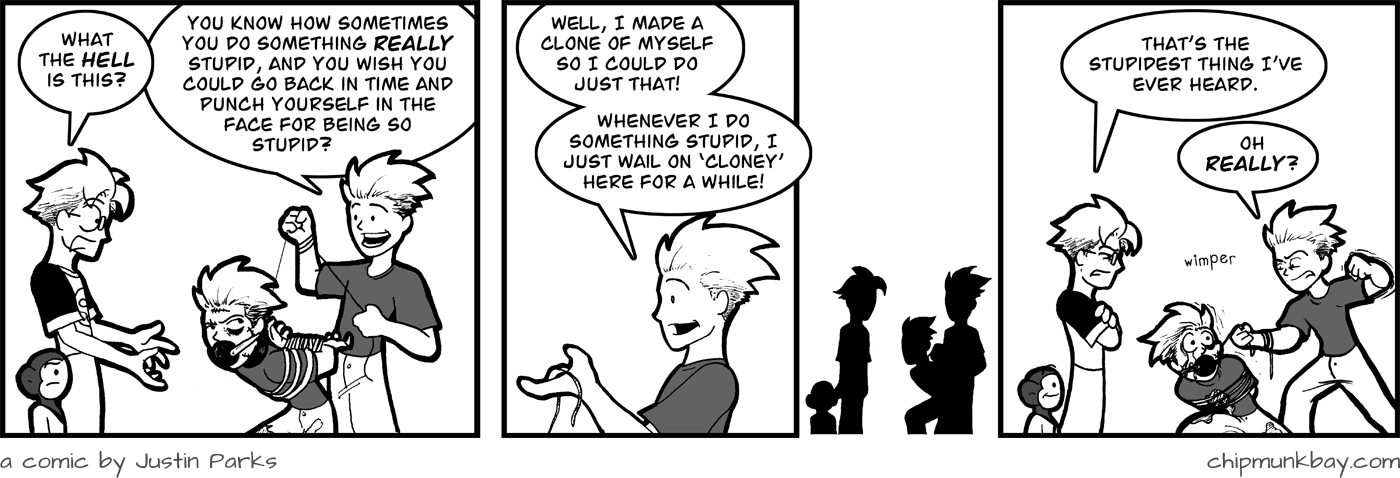 WHAT
THE HELL
IS THIS?
YOU KNOW HOW SOMETIMES
YOU DO SOMETHING REALLY
STUPID, AND YOU WISH YOU
COULD GO BACK IN TIME AND
PUNCH YOURSELF IN THE
FACE FOR BEING SO
STUPID?
WELL, I MADE A
CLONE OF MYSELF
SO I COULD DO
JUST THAT!
WHENEVER I DO
SOMETHING STUPID, I
JUST WAIL ON 'CLONEY'
HERE FOR A WHILE!
THAT'S THE
STUPIDEST THING I'VE
EVER HEARD.
OH
REALLY?
wimper
a comic by Justin Parks
chipmunkbay.com